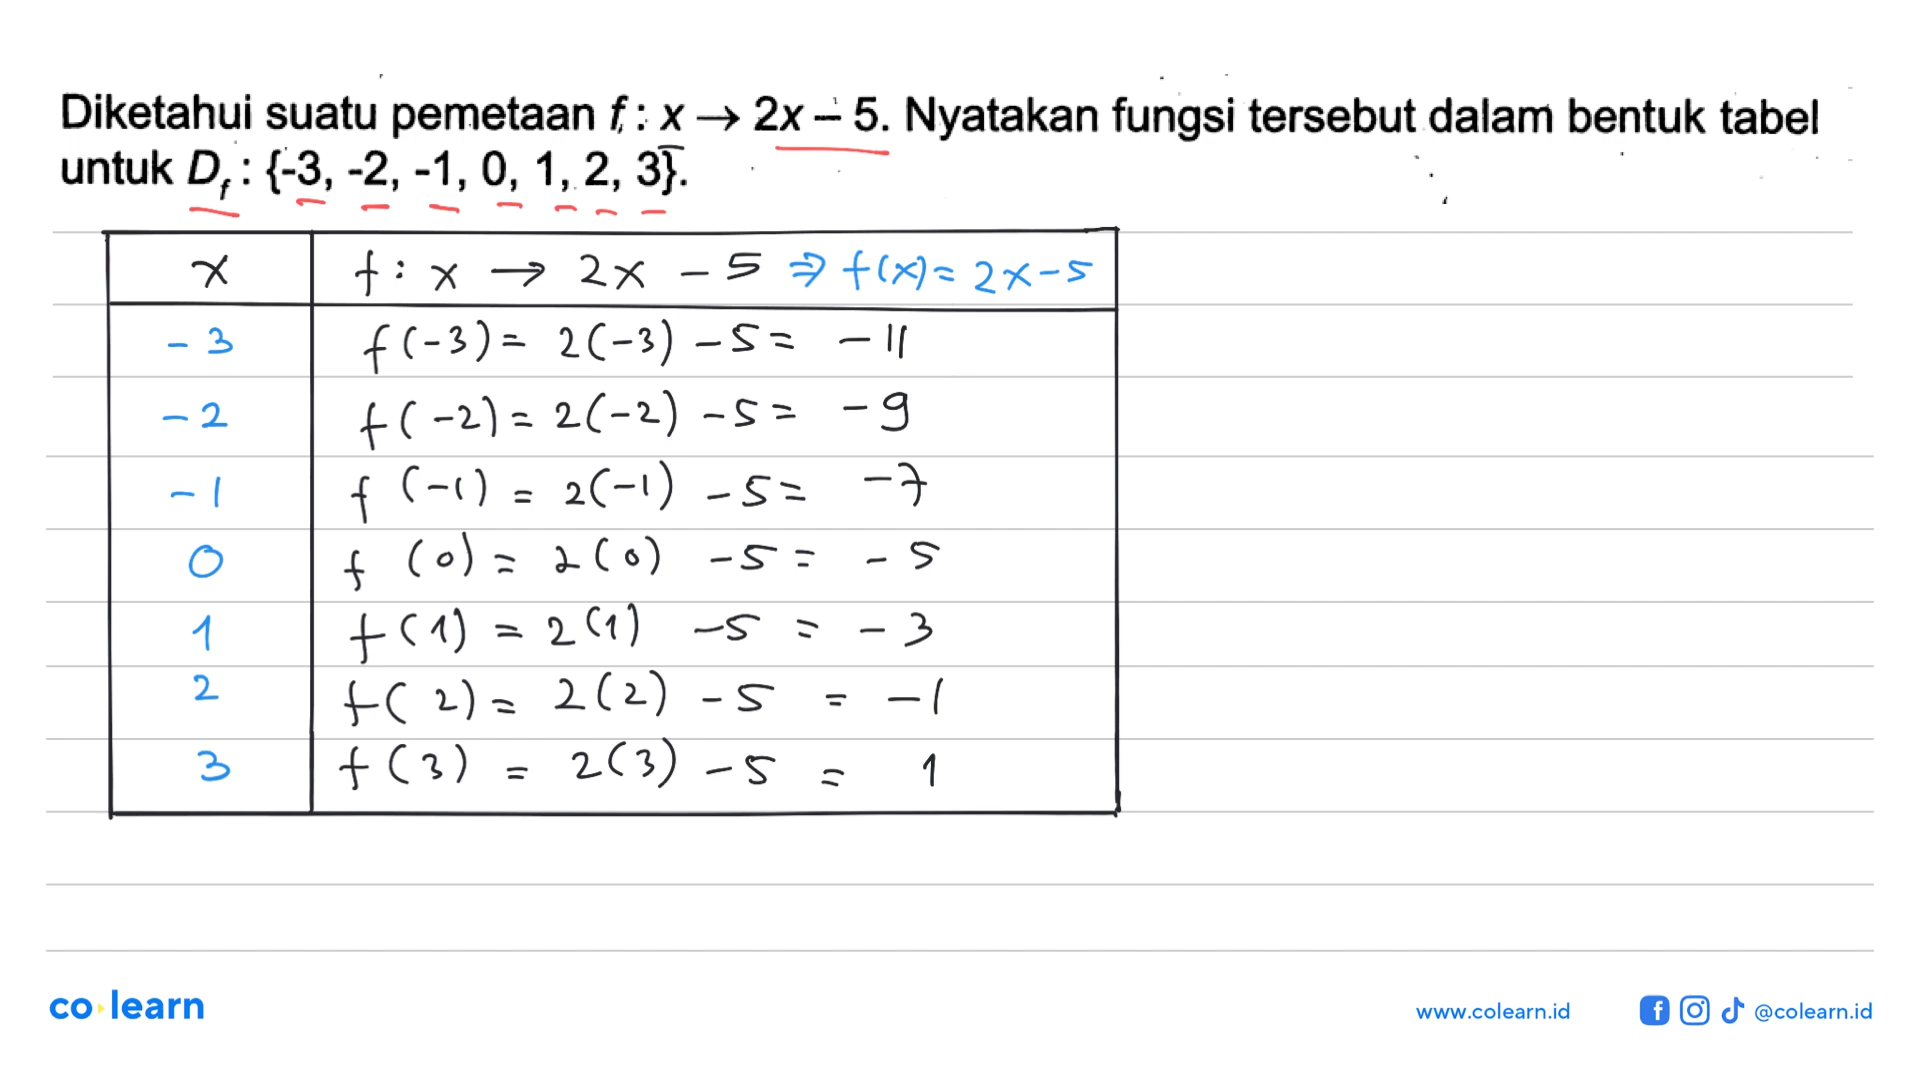 Diketahui suatu pemetaan f : x → 2x – 5. Nyatakan fungsi tersebut dalam bentuk tabel
untuk Df : {-3, -2, -1, 0, 1, 2, 3}.
x f : x → 2x – 5 ⇒ f(x) = 2x – 5
-3 f(-3) = 2(-3) – 5 = -11
-2 f(-2) = 2(-2) – 5 = -9
-1 f(-1) = 2(-1) – 5 = -7
0 f(0) = 2(0) – 5 = -5
1 f(1) = 2(1) – 5 = -3
2 f(2) = 2(2) – 5 = -1
3 f(3) = 2(3) – 5 = 1
co learn www.colearn.id @colearn.id